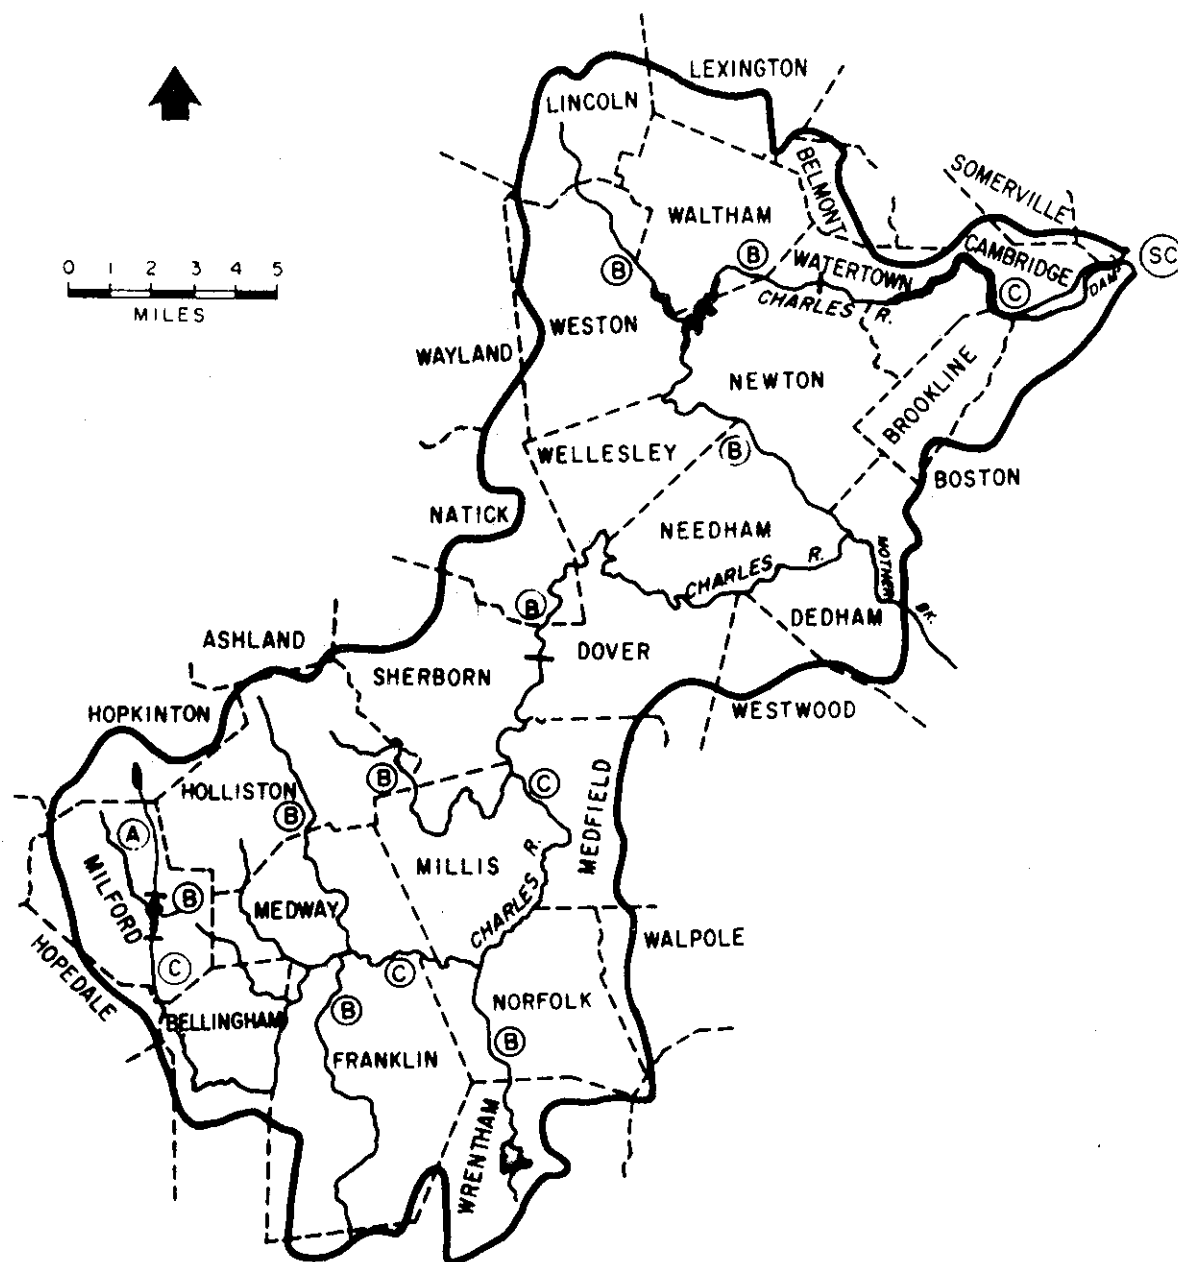 LEXINGTON
LINCOLN
BELMONT
SOMERVILLE
WALTHAM
B
B
WATERTOWN
CAMBRIDGE
SC
C
DAM
CHARLES R.
0 1 2 3 4 5
MILES
WESTON
WAYLAND
NEWTON
BROOKLINE
B
WELLESLEY
BOSTON
NATICK
NEEDHAM
CHARLES R.
MOTHER BK.
B
DEDHAM
ASHLAND
DOVER
SHERBORN
WESTWOOD
HOPKINTON
HOLLISTON
B
C
B
MEDFIELD
A
MILLIS
CHARLES R.
MILFORD
B
MEDWAY
WALPOLE
HOPEDALE
C
C
NORFOLK
B
BELLINGHAM
B
FRANKLIN
WRENTHAM